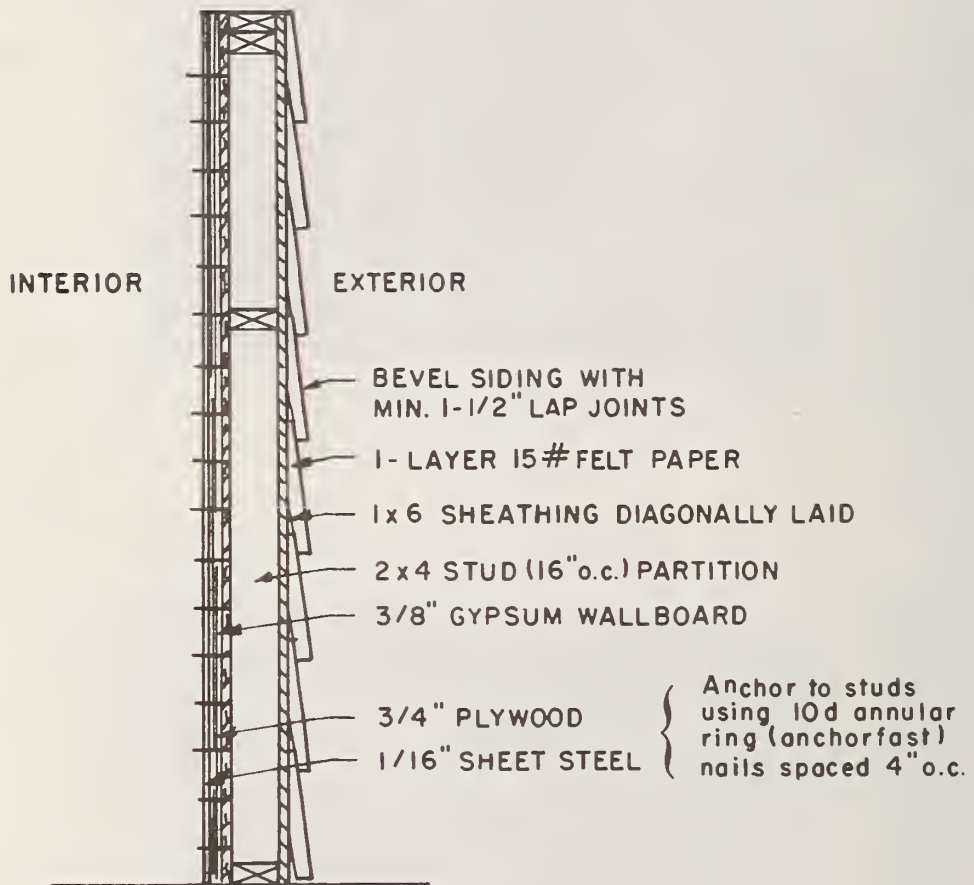 INTERIOR
EXTERIOR
BEVEL SIDING WITH
MIN. 1-1/2" LAP JOINTS
1- LAYER 15# FELT PAPER
1x6 SHEATHING DIAGONALLY LAID
2x4 STUD (16"o.c.) PARTITION
3/8" GYPSUM WALLBOARD
3/4" PLYWOOD
1/16" SHEET STEEL
Anchor to studs
using 10d annular
ring (anchorfast)
nails spaced 4"o.c.